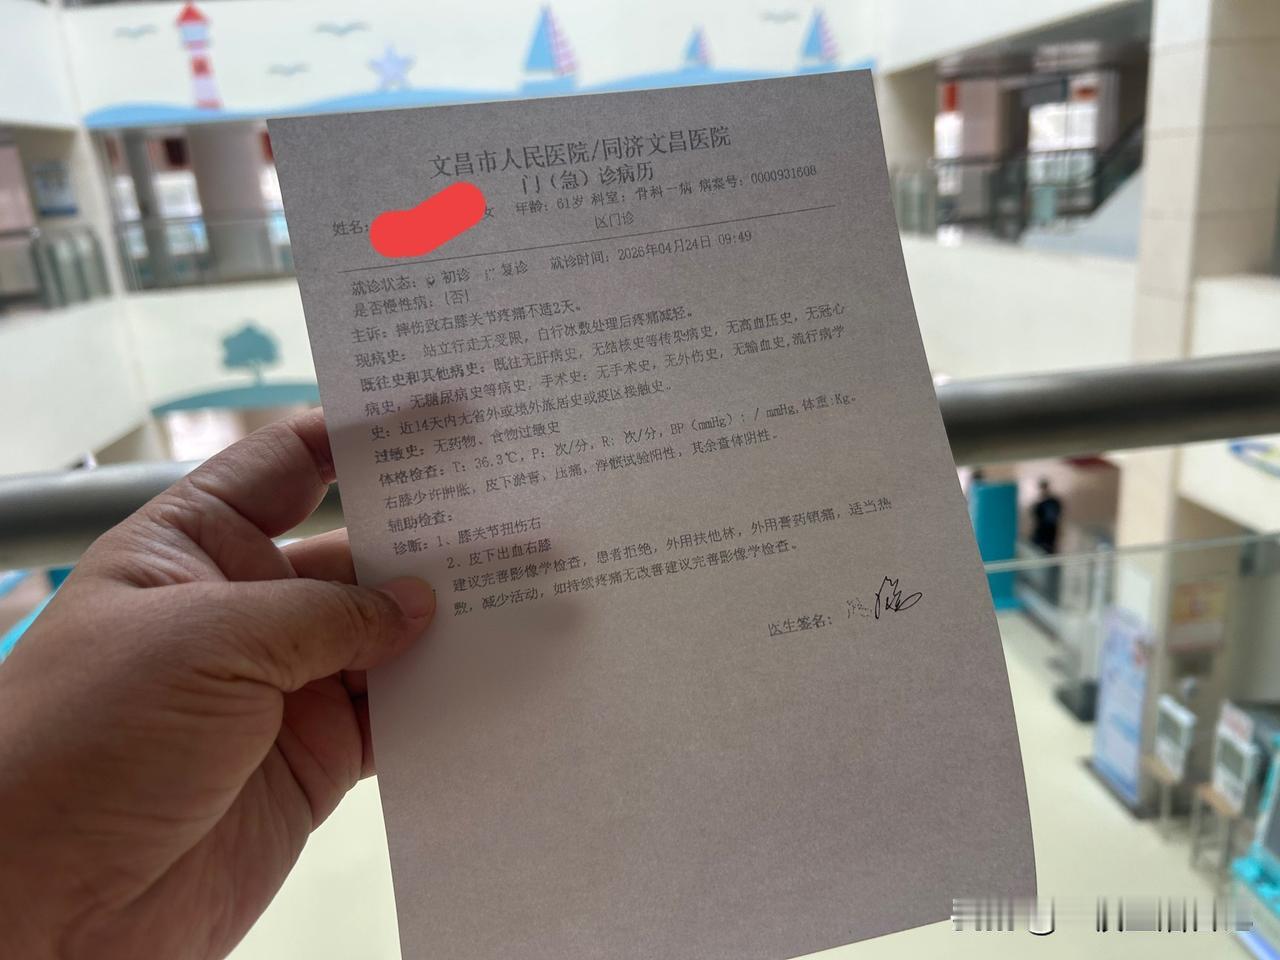 文昌市人民医院/同济文昌医院
门（急）诊病历
姓名: 女 年龄: 61岁 科室: 骨科一病 病案号: 0000931608
区门诊
就诊状态: 初诊 复诊 就诊时间: 2026年04月24日 09:49
是否慢性病: [否]
主诉: 摔伤致右膝关节疼痛不适2天。
现病史: 站立行走无受限，自行冰敷处理后疼痛减轻。
既往史和其他病史: 既往无肝病史，无结核史等传染病史，无高血压史，无冠心
病史，无糖尿病史等病史，手术史: 无手术史，无外伤史，无输血史,流行病学
史: 近14天内无省外或境外旅居史或疫区接触史。
过敏史: 无药物、食物过敏史
体格检查: T: 36.3℃, P: 次/分, R: 次/分, BP（mmHg）: / mmHg,体重:Kg。
右膝少许肿胀，皮下淤青，压痛，浮髌试验阳性，其余查体阴性。
辅助检查:
诊断: 1、膝关节扭伤右
2、皮下出血右膝
建议完善影像学检查，患者拒绝，外用扶他林，外用膏药镇痛，适当热
敷，减少活动，如持续疼痛无改善建议完善影像学检查。
医生签名: